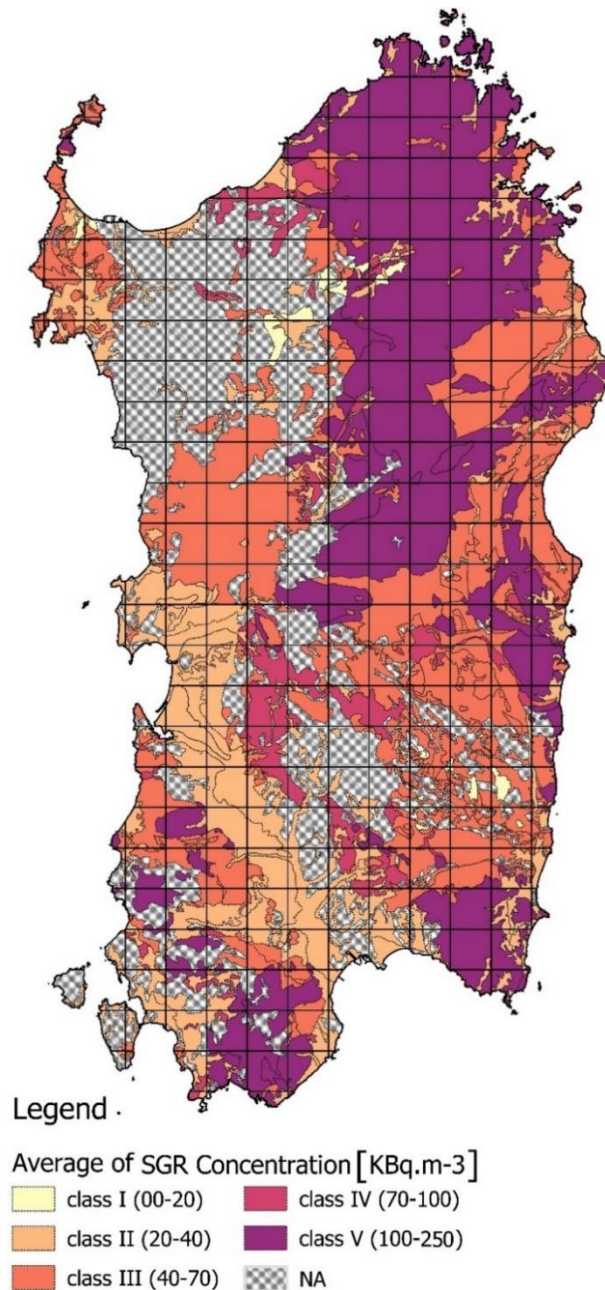 Legend .
Average of SGR Concentration [KBq.m-3]
class I (00-20) class IV (70-100)
class II (20-40) class V (100-250)
class III (40-70) NA